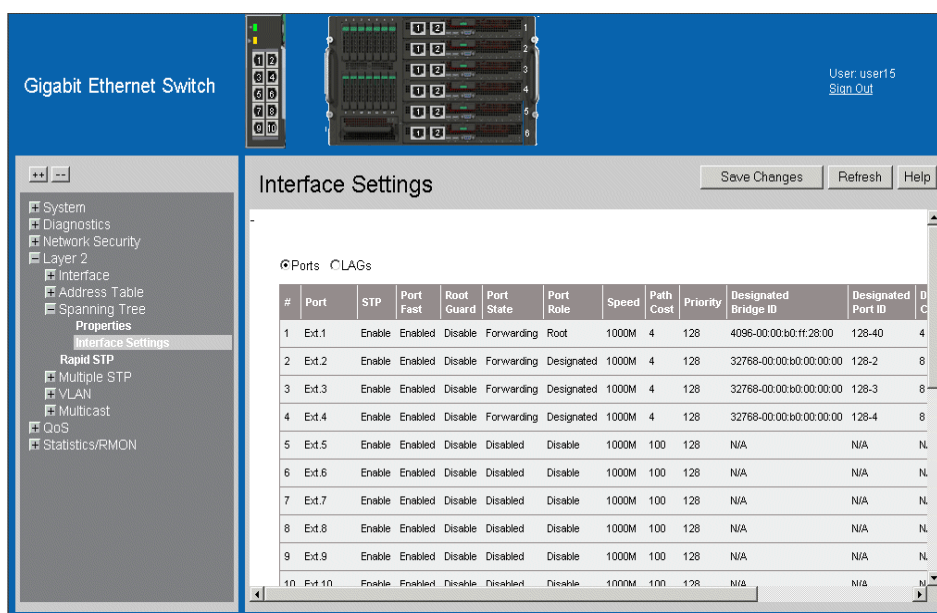 Gigabit Ethernet Switch
1 2
3 4
5 6
7 8
9 10
1 2 1
1 2 2
1 2 3
1 2 4
1 2 5
1 2 6
User: user15
Sign Out
++ --
System
Diagnostics
Network Security
Layer 2
Interface
Address Table
Spanning Tree
Properties
Interface Settings
Rapid STP
Multiple STP
VLAN
Multicast
QoS
Statistics/RMON
Interface Settings
Save Changes Refresh Help
-
Ports LAGs
# Port STP Port Fast Root Guard Port State Port Role Speed Path Cost Priority Designated Bridge ID Designated Port ID D C
1 Ext.1 Enable Enabled Disable Forwarding Root 1000M 4 128 4096-00:00:b0:ff:28:00 128-40 4
2 Ext.2 Enable Enabled Disable Forwarding Designated 1000M 4 128 32768-00:00:b0:00:00:00 128-2 8
3 Ext.3 Enable Enabled Disable Forwarding Designated 1000M 4 128 32768-00:00:b0:00:00:00 128-3 8
4 Ext.4 Enable Enabled Disable Forwarding Designated 1000M 4 128 32768-00:00:b0:00:00:00 128-4 8
5 Ext.5 Enable Enabled Disable Disabled Disable 1000M 100 128 N/A N/A N/
6 Ext.6 Enable Enabled Disable Disabled Disable 1000M 100 128 N/A N/A N/
7 Ext.7 Enable Enabled Disable Disabled Disable 1000M 100 128 N/A N/A N/
8 Ext.8 Enable Enabled Disable Disabled Disable 1000M 100 128 N/A N/A N/
9 Ext.9 Enable Enabled Disable Disabled Disable 1000M 100 128 N/A N/A N/
10 Ext.10 Enable Enabled Disable Disabled Disable 1000M 100 128 N/A N/A N/